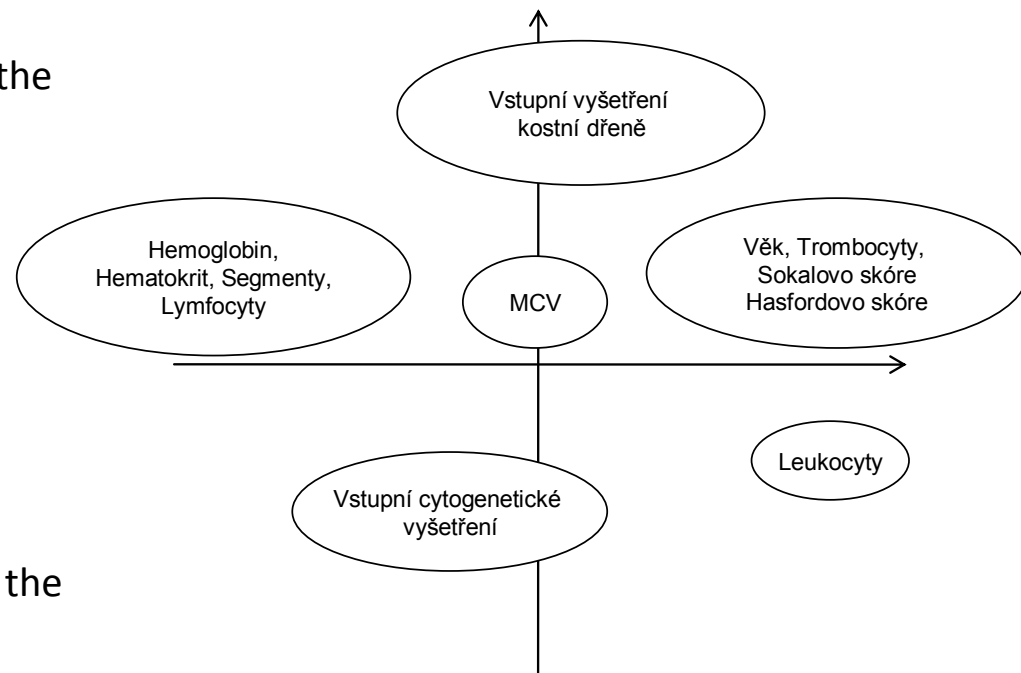 the
Vstupní vyšetření
kostní dřeně
Hemoglobin,
Hematokrit, Segmenty,
Lymfocyty
MCV
Věk, Trombocyty,
Sokalovo skóre
Hasfordovo skóre
Leukocyty
Vstupní cytogenetické
vyšetření
the